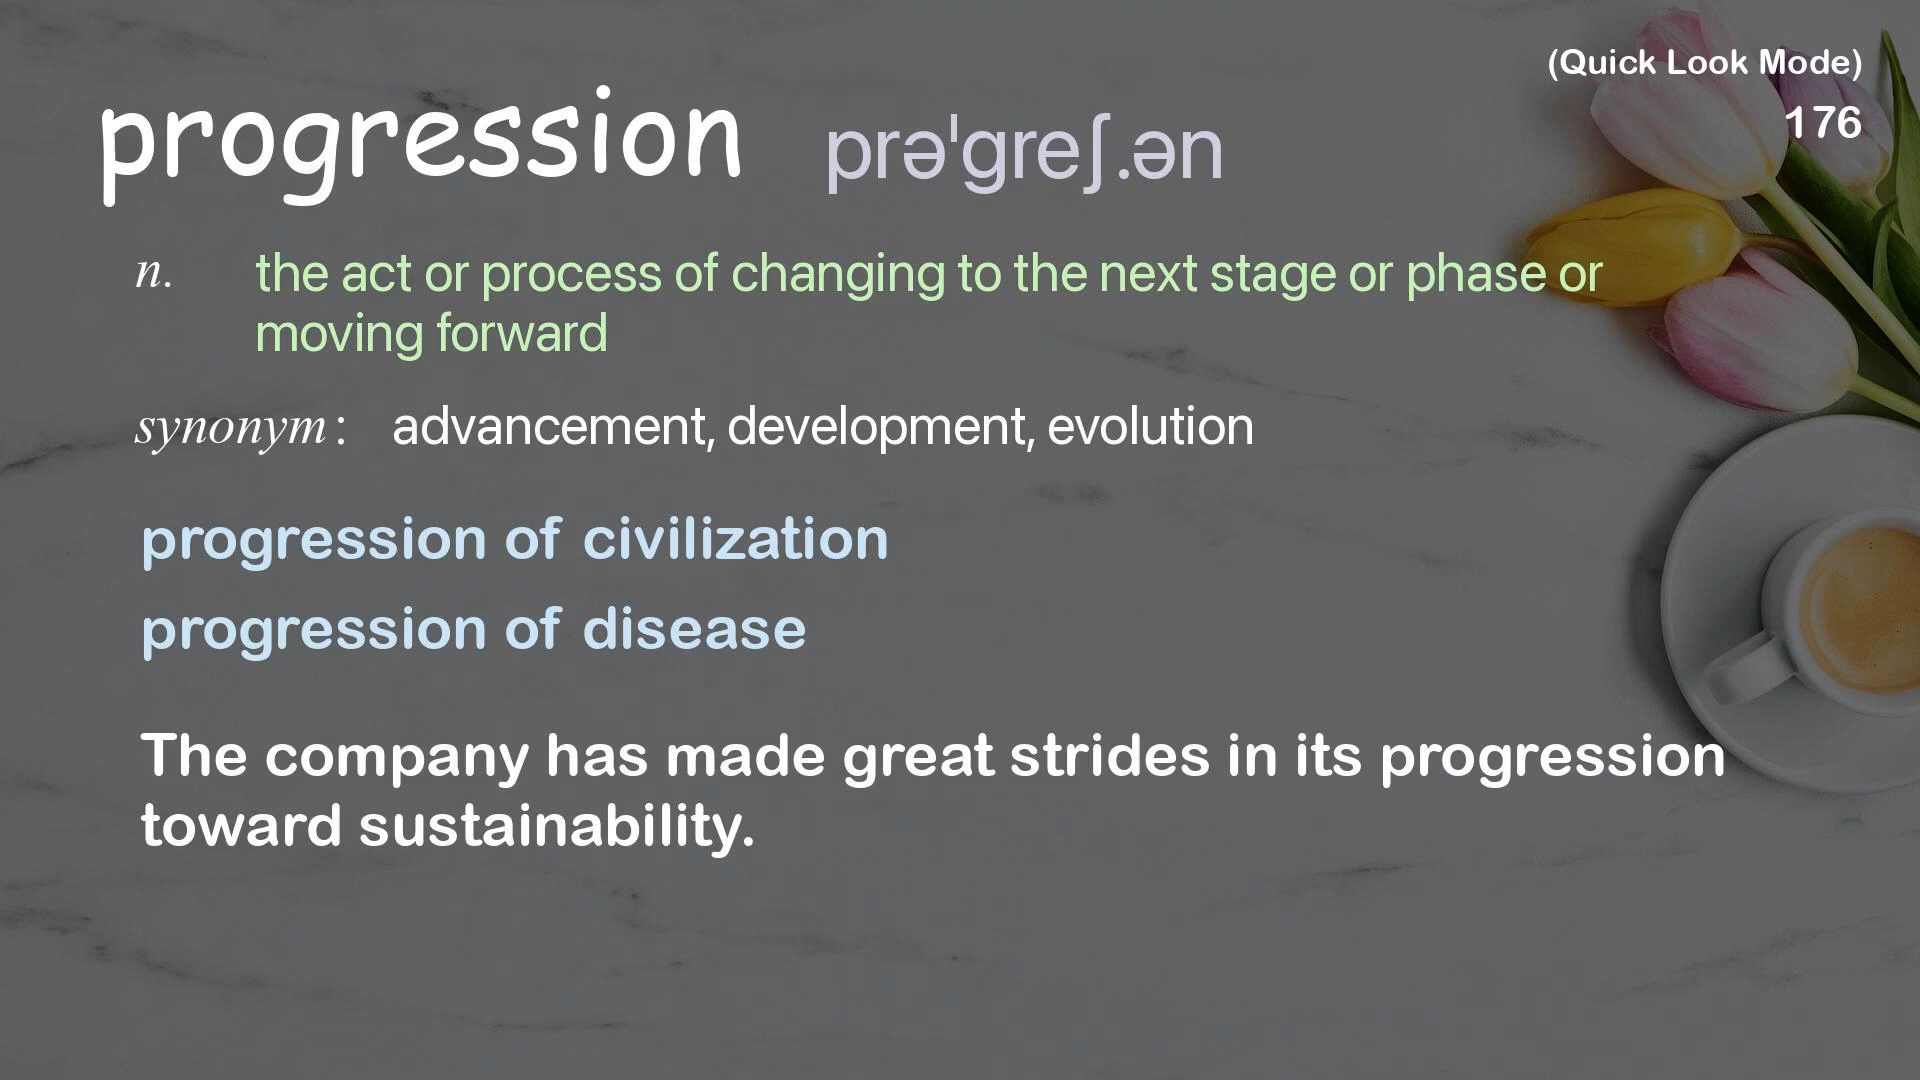 (Quick Look Mode)
176
progression prəˈɡreʃ.ən
n. the act or process of changing to the next stage or phase or
moving forward
synonym: advancement, development, evolution
progression of civilization
progression of disease
The company has made great strides in its progression
toward sustainability.